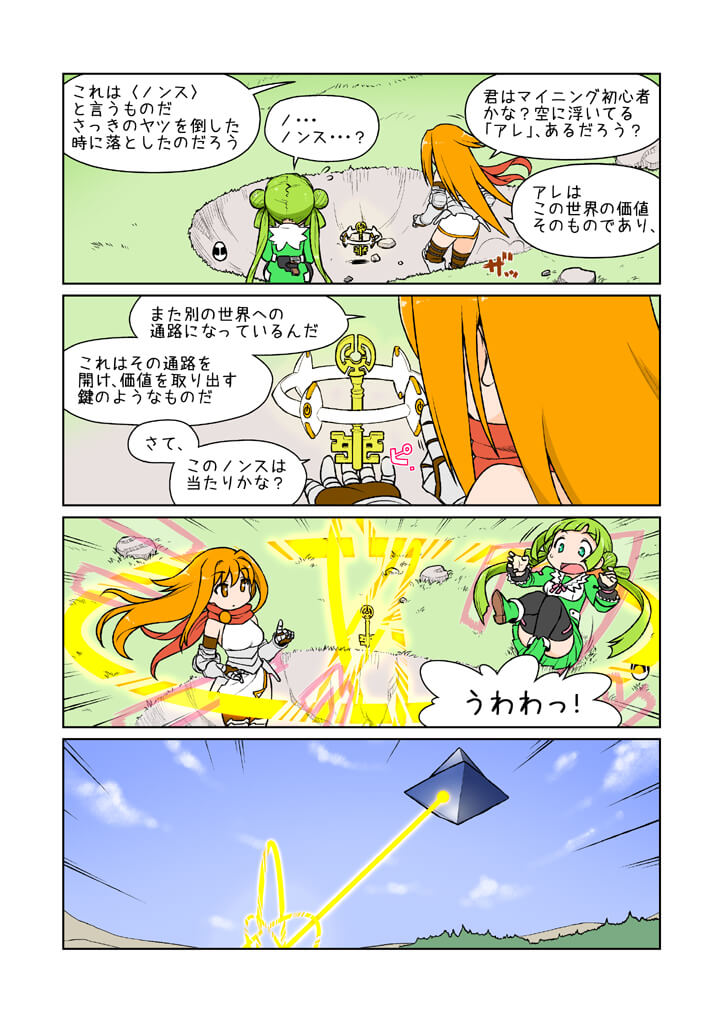 君はマイニング初心者
かな？空に浮いてる
「アレ」、あるだろう？
アレは
この世界の価値
そのものであり、
ノ・・・
ノンス・・・？
これは〈ノンス〉
と言うものだ
さっきのヤツを倒した
時に落としたのだろう
ザッ
また別の世界への
通路になっているんだ
これはその通路を
開け、価値を取り出す
鍵のようなものだ
さて、
このノンスは
当たりかな？
ピ.
うわわっ！